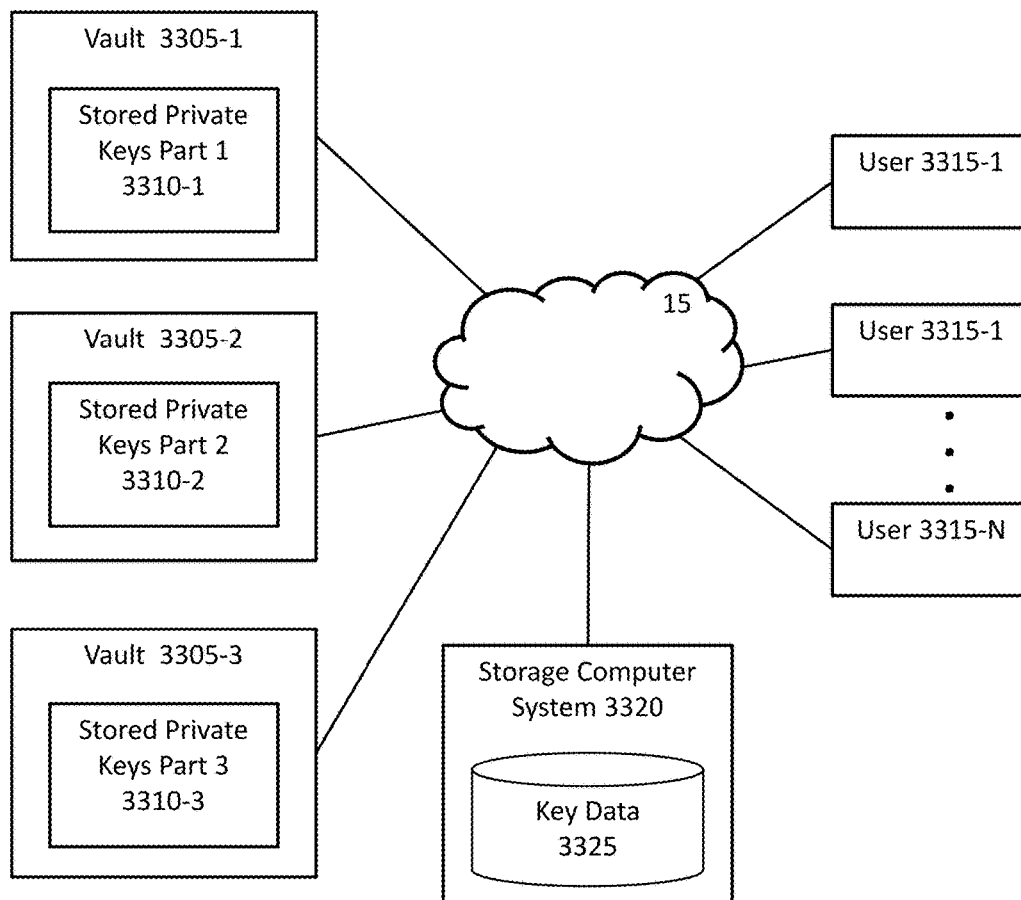 Vault 3305-1
Stored Private
Keys Part 1
3310-1
Vault 3305-2
Stored Private
Keys Part 2
3310-2
Vault 3305-3
Stored Private
Keys Part 3
3310-3
15
User 3315-1
User 3315-1
User 3315-N
Storage Computer
System 3320
Key Data
3325